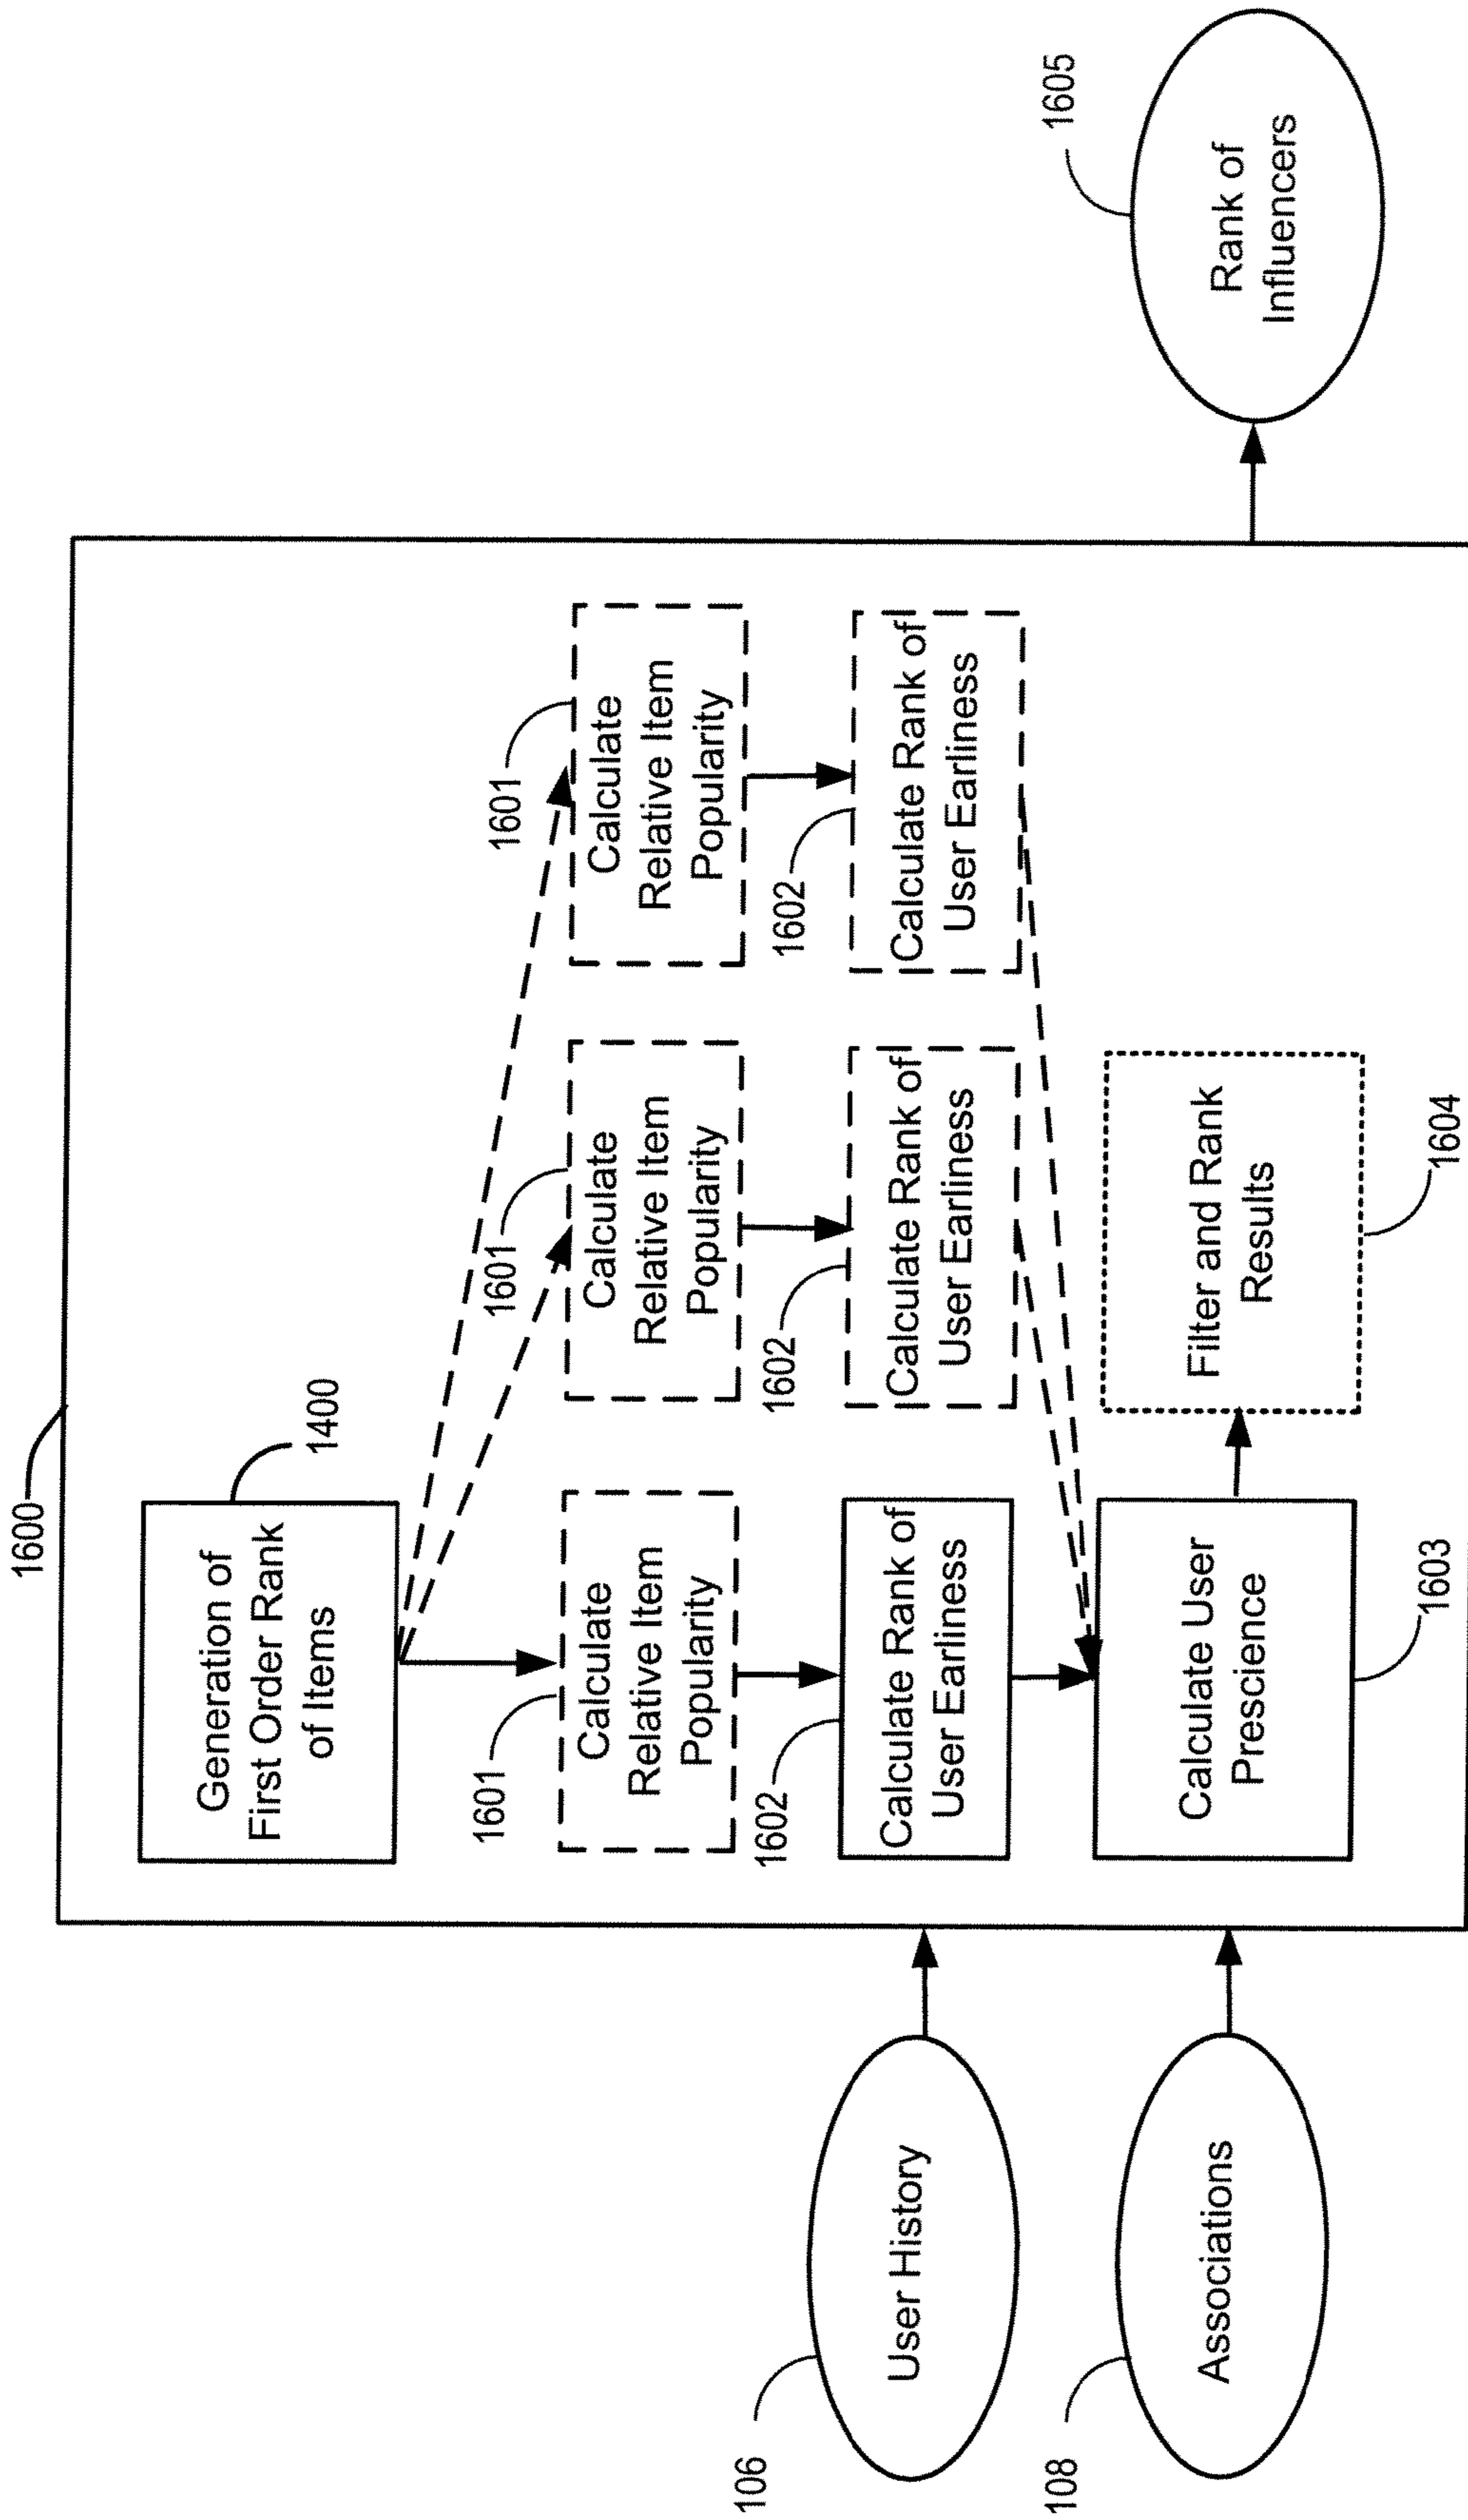 1600
Generation of
First Order Rank
of Items
1400
1601
Calculate
Relative Item
Popularity
1601
Calculate
Relative Item
Popularity
1601
Calculate
Relative Item
Popularity
1602
Calculate Rank of
User Earliness
1602
Calculate Rank of
User Earliness
1602
Calculate Rank of
User Earliness
Calculate User
Prescience
1603
Filter and Rank
Results
1604
106
User History
108
Associations
1605
Rank of
Influencers